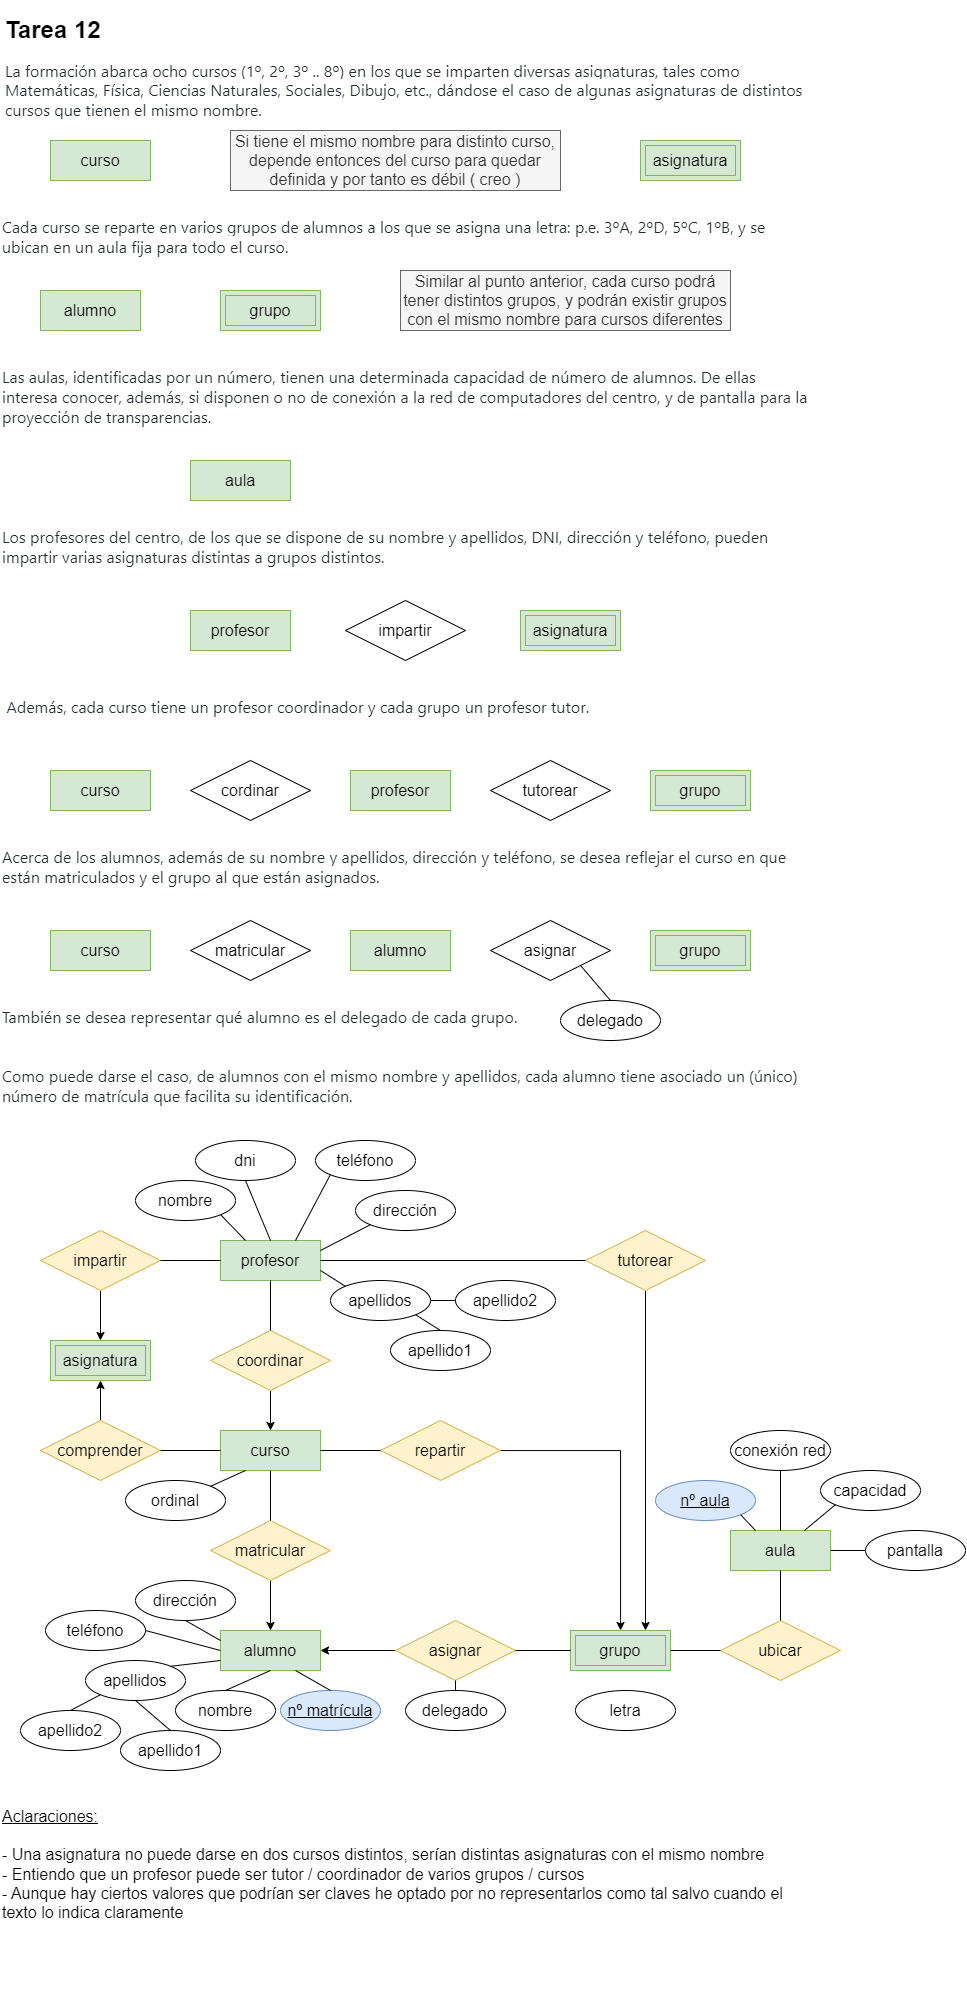 Tarea 12
La formación abarca ocho cursos (1º, 2º, 3º .. 8º) en los que se imparten diversas asignaturas, tales como
Matemáticas, Física, Ciencias Naturales, Sociales, Dibujo, etc., dándose el caso de algunas asignaturas de distintos
cursos que tienen el mismo nombre.
curso
Si tiene el mismo nombre para distinto curso,
depende entonces del curso para quedar
definida y por tanto es débil ( creo )
asignatura
Cada curso se reparte en varios grupos de alumnos a los que se asigna una letra: p.e. 3ºA, 2ºD, 5ºC, 1ºB, y se
ubican en un aula fija para todo el curso.
alumno
grupo
Similar al punto anterior, cada curso podrá
tener distintos grupos, y podrán existir grupos
con el mismo nombre para cursos diferentes
Las aulas, identificadas por un número, tienen una determinada capacidad de número de alumnos. De ellas
interesa conocer, además, si disponen o no de conexión a la red de computadores del centro, y de pantalla para la
proyección de transparencias.
aula
Los profesores del centro, de los que se dispone de su nombre y apellidos, DNI, dirección y teléfono, pueden
impartir varias asignaturas distintas a grupos distintos.
profesor
impartir
asignatura
Además, cada curso tiene un profesor coordinador y cada grupo un profesor tutor.
curso
cordinar
profesor
tutorear
grupo
Acerca de los alumnos, además de su nombre y apellidos, dirección y teléfono, se desea reflejar el curso en que
están matriculados y el grupo al que están asignados.
curso
matricular
alumno
asignar
grupo
También se desea representar qué alumno es el delegado de cada grupo.
delegado
Como puede darse el caso, de alumnos con el mismo nombre y apellidos, cada alumno tiene asociado un (único)
número de matrícula que facilita su identificación.
dni
teléfono
nombre
dirección
impartir
profesor
tutorear
apellidos
apellido2
apellido1
asignatura
coordinar
comprender
curso
repartir
conexión red
ordinal
nº aula
capacidad
matricular
aula
pantalla
dirección
teléfono
alumno
asignar
grupo
ubicar
apellidos
nombre
nº matrícula
delegado
letra
apellido2
apellido1
Aclaraciones:
- Una asignatura no puede darse en dos cursos distintos, serían distintas asignaturas con el mismo nombre
- Entiendo que un profesor puede ser tutor / coordinador de varios grupos / cursos
- Aunque hay ciertos valores que podrían ser claves he optado por no representarlos como tal salvo cuando el
texto lo indica claramente